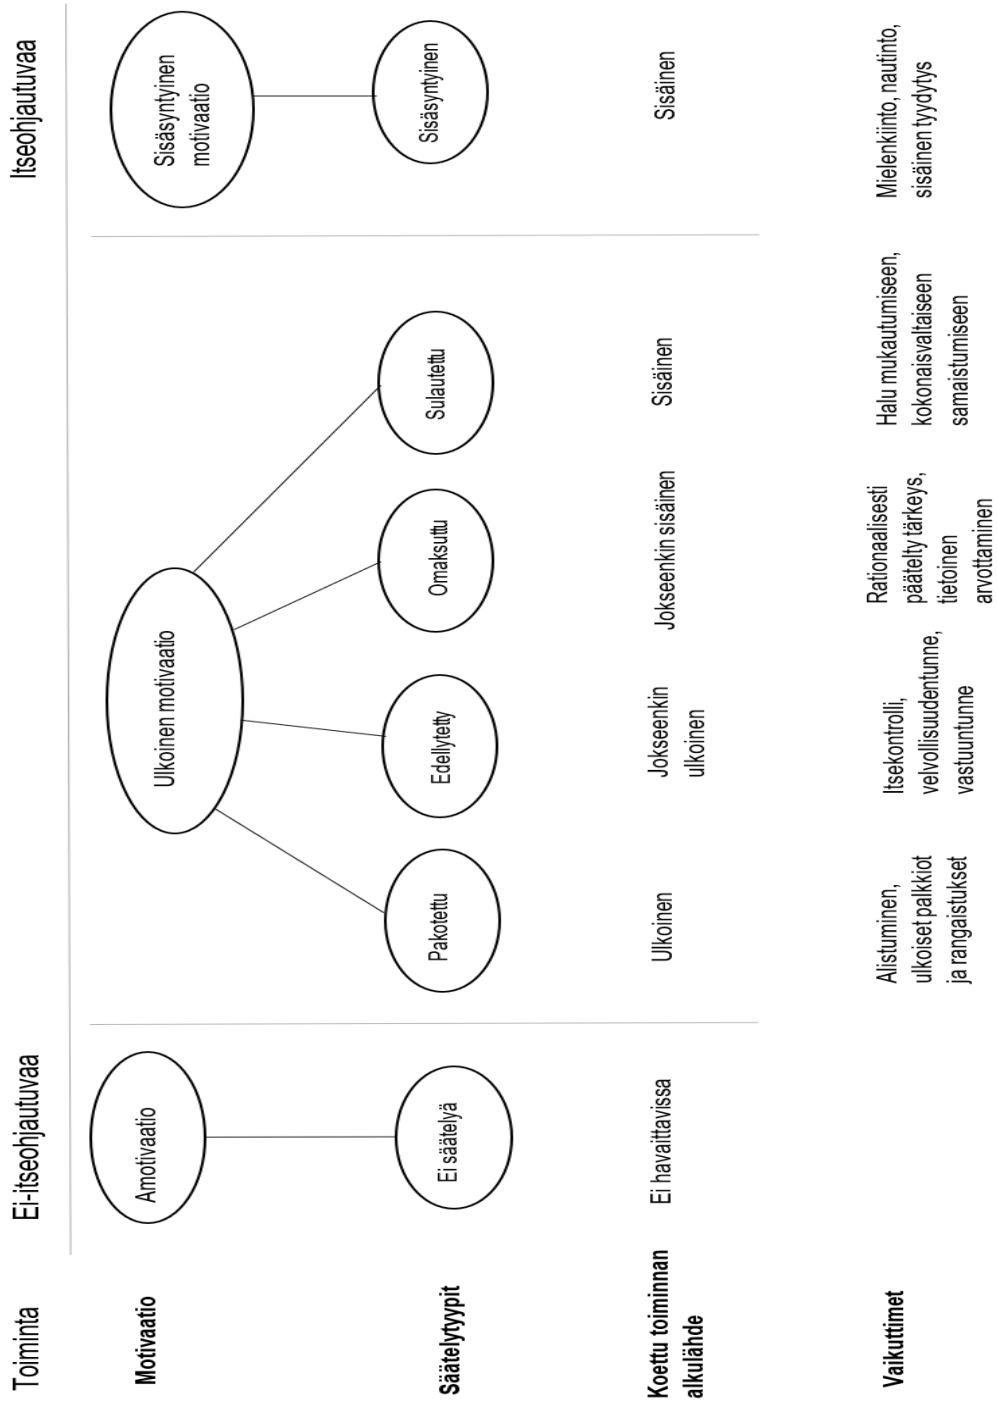 Toiminta
Ei-itseohjautuvaa
Itseohjautuvaa
Motivaatio
Amotivaatio
Ulkoinen motivaatio
Sisäsyntyinen
motivaatio
Säätelytyypit
Ei säätelyä
Pakotettu
Edellytetty
Omaksuttu
Sulautettu
Sisäsyntyinen
Koettu toiminnan
alkulähde
Ei havaittavissa
Ulkoinen
Jokseenkin
ulkoinen
Jokseenkin sisäinen
Sisäinen
Sisäinen
Vaikuttimet
Alistuminen,
ulkoiset palkkiot
ja rangaistukset
Itsekontrolli,
velvollisuudentunne,
vastuuntunne
Rationaalisesti
päätelty tärkeys,
tietoinen
arvottaminen
Halu mukautumiseen,
kokonaisvaltaiseen
samaistumiseen
Mielenkiinto, nautinto,
sisäinen tyydytys